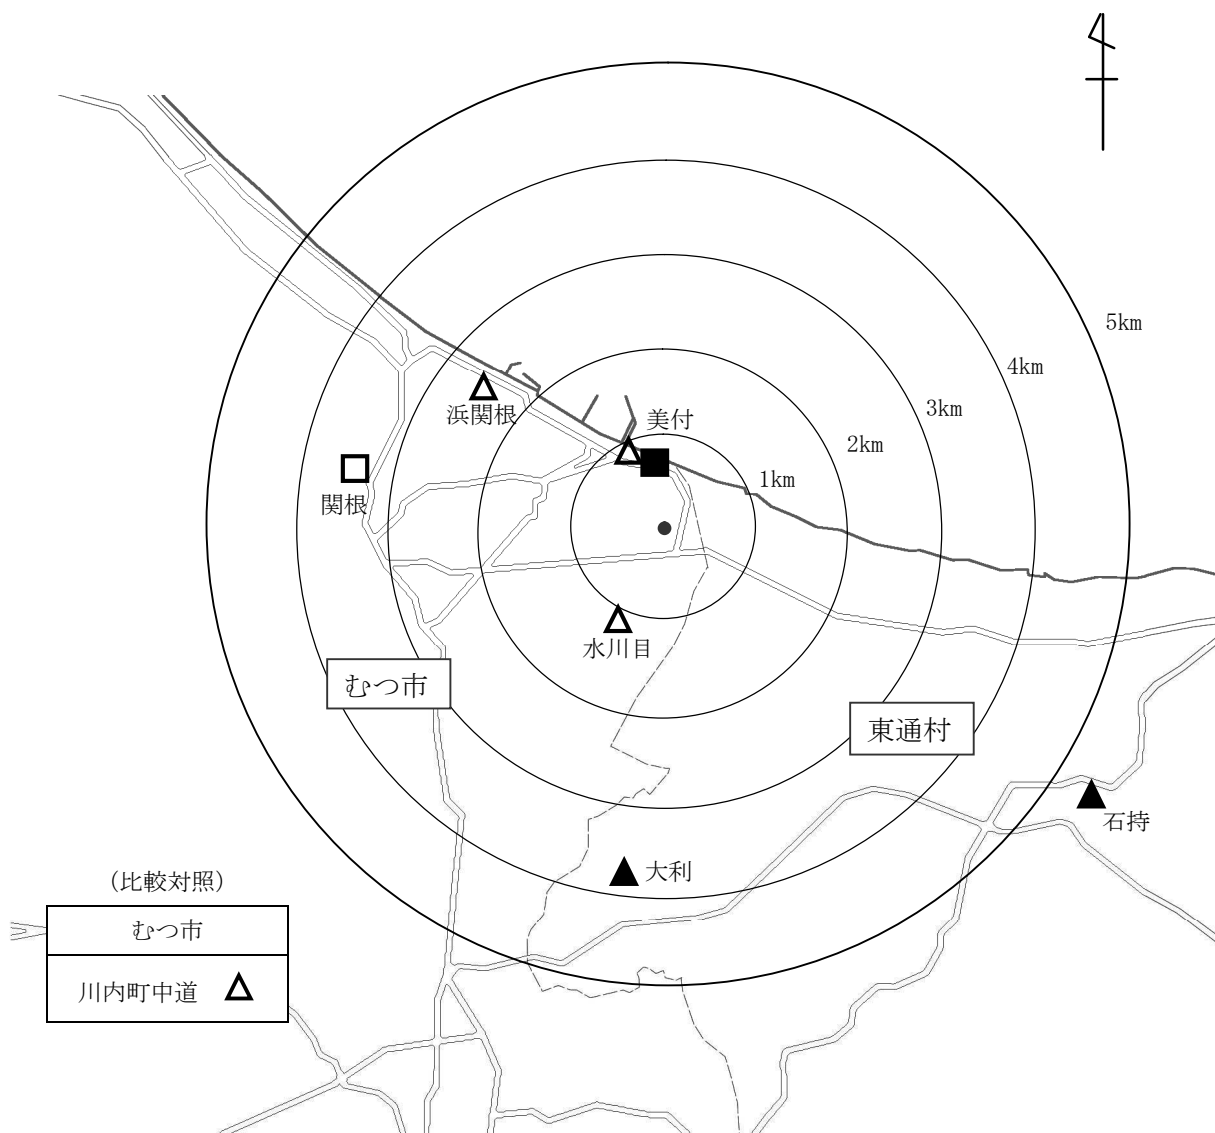 5km
4km
3km
2km
1km
美付
浜関根
関根
水川目
むつ市
東通村
石持
大利
（比較対照）
むつ市
川内町中道